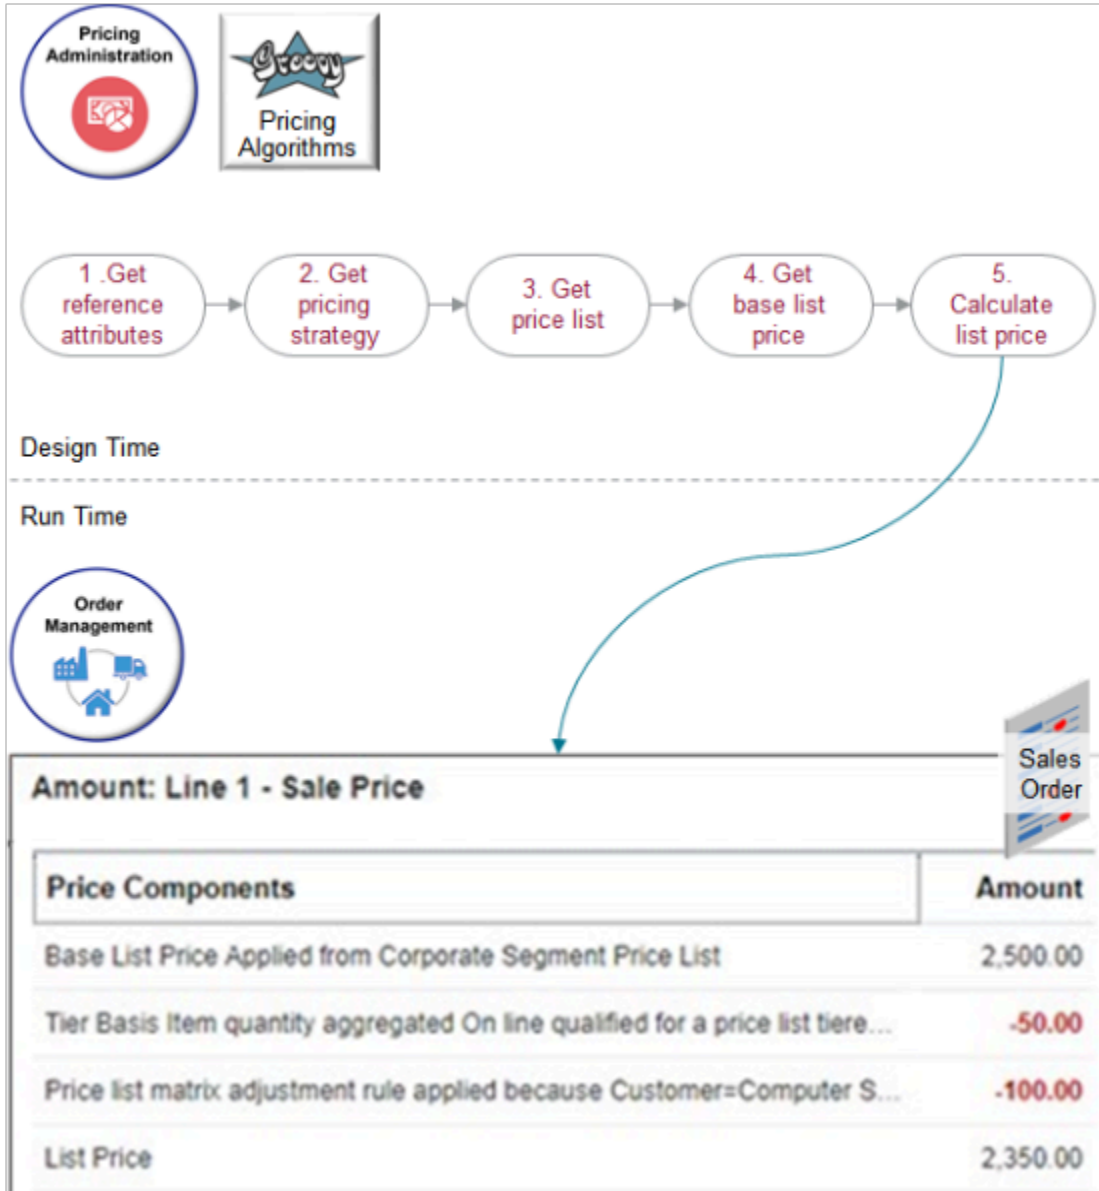 Pricing
Administration
Groovy
Pricing
Algorithms
1 .Get
reference
attributes
2. Get
pricing
strategy
3. Get
price list
4. Get
base list
price
5.
Calculate
list price
Design Time
Run Time
Order
Management
Sales
Order
Amount: Line 1 - Sale Price
Price Components Amount
Base List Price Applied from Corporate Segment Price List 2,500.00
Tier Basis Item quantity aggregated On line qualified for a price list tiere... -50.00
Price list matrix adjustment rule applied because Customer=Computer S... -100.00
List Price 2,350.00